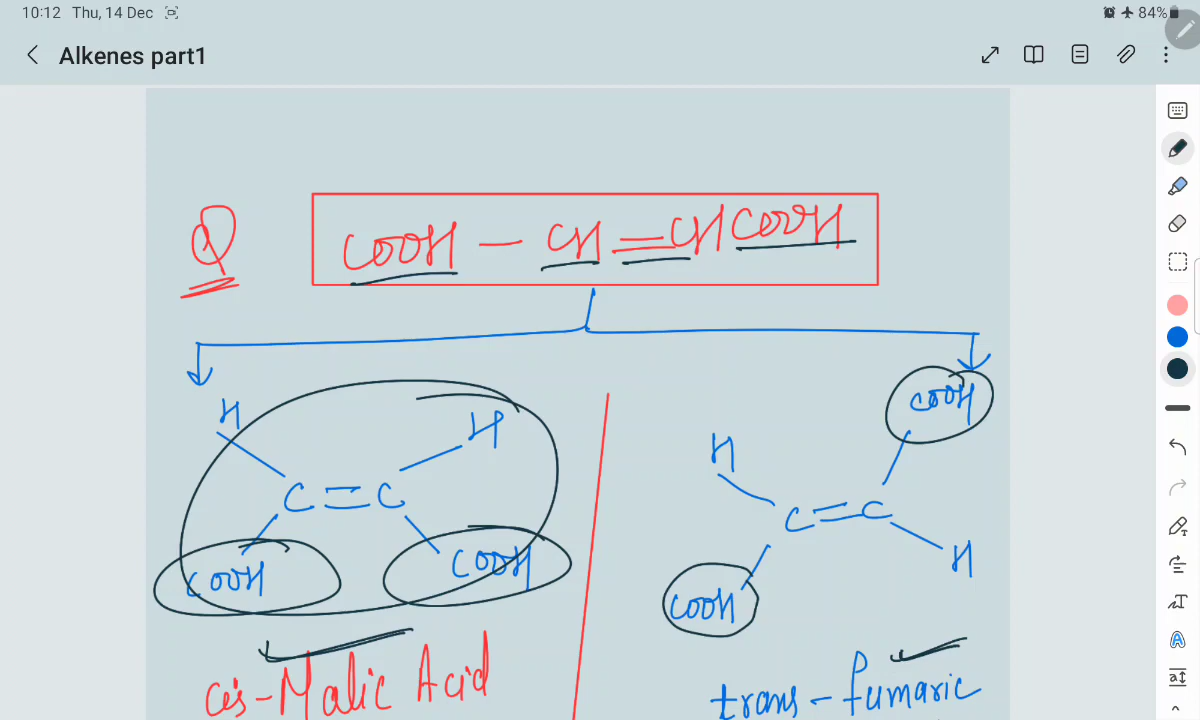 10:12 Thu, 14 Dec 84%
Alkenes part1
Q COOH — CH = CH COOH
COOH
H H H
C = C C = C
COOH COOH H
COOH
cis-Malic Acid trans - fumaric